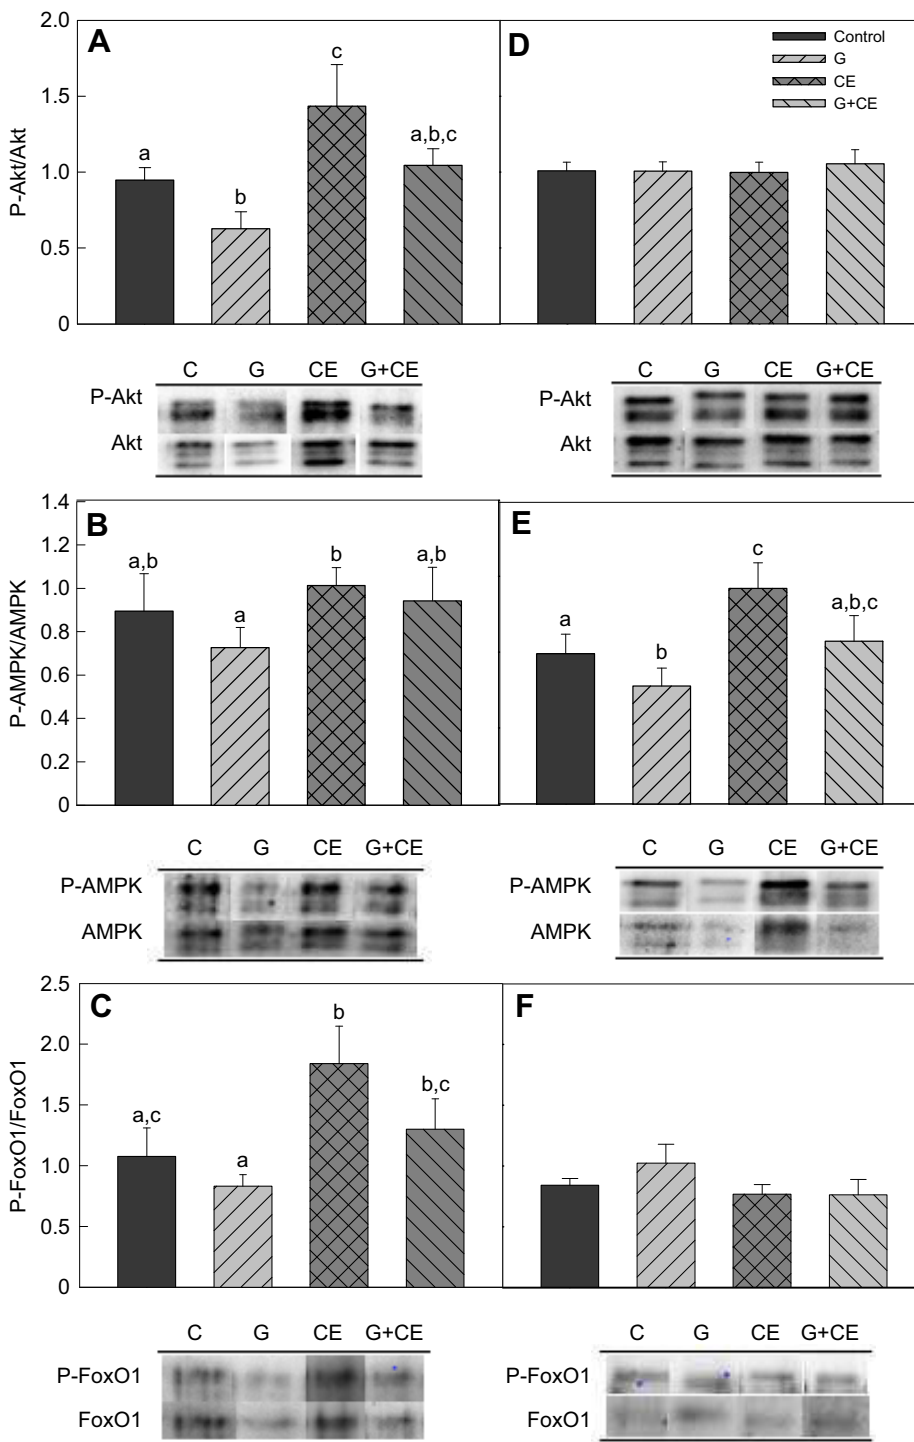 A
P-Akt/Akt
2.0
1.5
1.0
0.5
0
a
b
c
a,b,c
D
Control
G
CE
G+CE
C G CE G+CE
P-Akt
Akt
C G CE G+CE
P-Akt
Akt
B
P-AMPK/AMPK
1.4
1.2
1.0
0.8
0.6
0.4
0.2
0
a,b
a
b
a,b
E
a
b
c
a,b,c
C G CE G+CE
P-AMPK
AMPK
C G CE G+CE
P-AMPK
AMPK
C
P-FoxO1/FoxO1
2.5
2.0
1.5
1.0
0.5
0
a,c
a
b
b,c
F
C G CE G+CE
P-FoxO1
FoxO1
C G CE G+CE
P-FoxO1
FoxO1